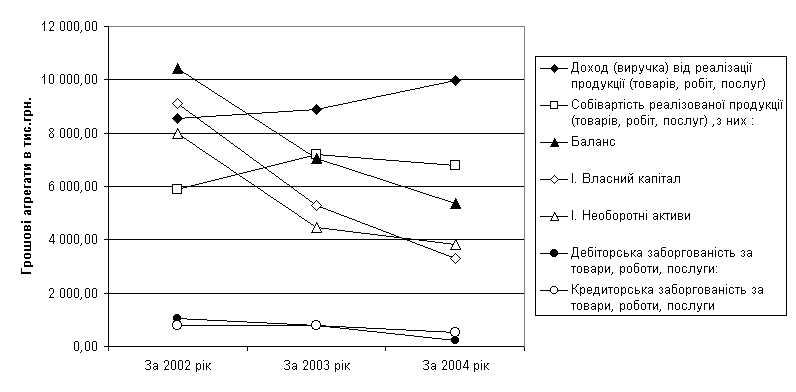 12 000,00
10 000,00
8 000,00
6 000,00
4 000,00
2 000,00
0,00
Грошові агрегати в тис.грн.
За 2002 рік
За 2003 рік
За 2004 рік
Доход (виручка) від реалізації
продукції (товарів, робіт, послуг)
Собівартість реалізованої продукції
(товарів, робіт, послуг) ,з них :
Баланс
І. Власний капітал
І. Необоротні активи
Дебіторська заборгованість за
товари, роботи, послуги:
Кредиторська заборгованість за
товари, роботи, послуги